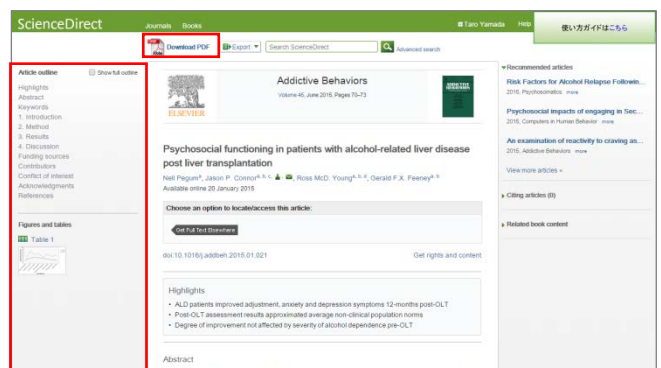 ScienceDirect
Journals Books
Taro Yamada Help
使い方ガイドはこちら
Download PDF
Export
Search ScienceDirect
Advanced search
Article outline
Show full outline
Highlights
Abstract
Keywords
1. Introduction
2. Method
3. Results
4. Discussion
Funding sources
Contributors
Conflict of interest
Acknowledgments
References
Figures and tables
Table 1
ELSEVIER
Addictive Behaviors
Volume 46, June 2015, Pages 70–73
Psychosocial functioning in patients with alcohol-related liver disease
post liver transplantation
Neil Pegum, Jason P. Connor, Ross McD. Young, Gerald F.X. Feeney
Available online 20 January 2015
Choose an option to locate/access this article:
Get Full Text Elsewhere
doi:10.1016/j.addbeh.2015.01.021
Get rights and content
Highlights
• ALD patients improved adjustment, anxiety and depression symptoms 12-months post-OLT
• Post-OLT assessment results approximated average non-clinical population norms
• Degree of improvement not affected by severity of alcohol dependence pre-OLT
Abstract
Recommended articles
Risk Factors for Alcohol Relapse Followin...
2016, Psychosomatics more
Psychosocial impacts of engaging in Sec...
2015, Computers in Human Behavior more
An examination of reactivity to craving as...
2015, Addictive Behaviors more
View more articles »
Citing articles (0)
Related book content